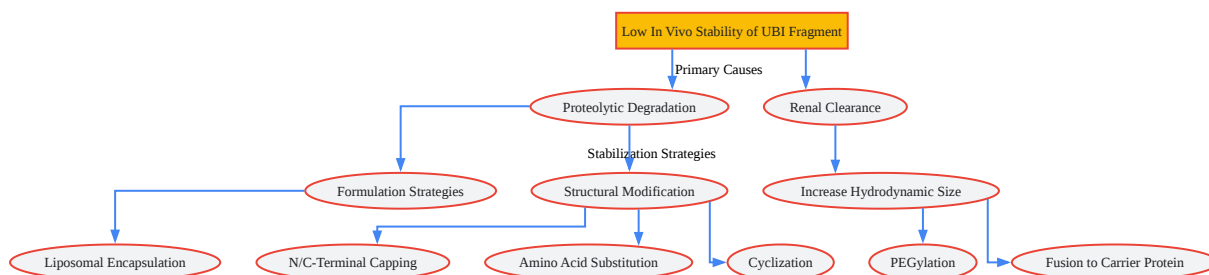 Low In Vivo Stability of UBI Fragment
Primary Causes
Proteolytic Degradation
Renal Clearance
Stabilization Strategies
Formulation Strategies
Structural Modification
Increase Hydrodynamic Size
Liposomal Encapsulation
N/C-Terminal Capping
Amino Acid Substitution
Cyclization
PEGylation
Fusion to Carrier Protein